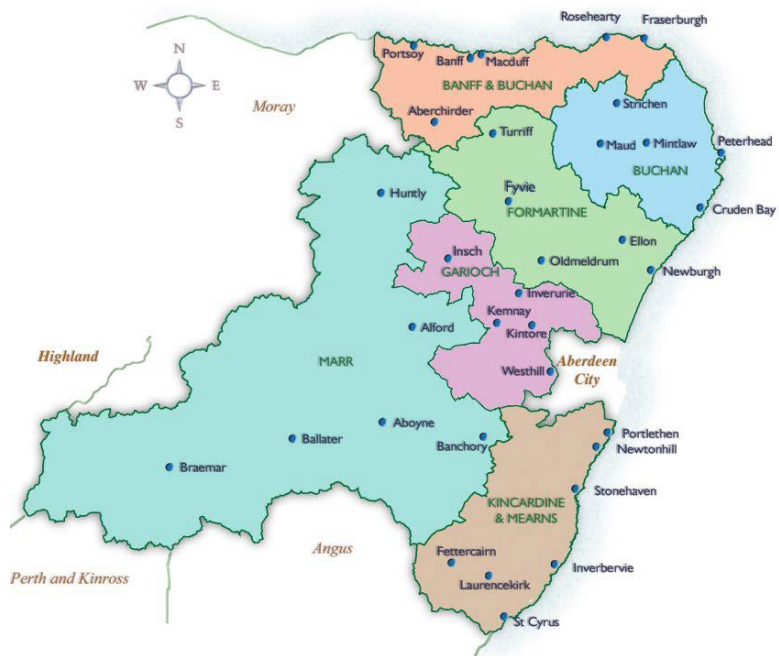 Rosehearty
Fraserburgh
Portsoy
Banff
Macduff
BANFF & BUCHAN
N
W
E
S
Moray
Aberchirder
Strichen
Turriff
Maud
Mintlaw
Peterhead
BUCHAN
Huntly
Fyvie
FORMARTINE
Cruden Bay
Ellon
Insch
GARIOCH
Oldmeldrum
Newburgh
Inverurie
Kemnay
Kintore
Alford
Highland
MARR
Westhill
Aberdeen
City
Aboyne
Ballater
Banchory
Braemar
Portlethen
Newtonhill
Stonehaven
KINCARDINE
& MEARNS
Angus
Fettercairn
Laurencekirk
Inverbervie
Perth and Kinross
St Cyrus